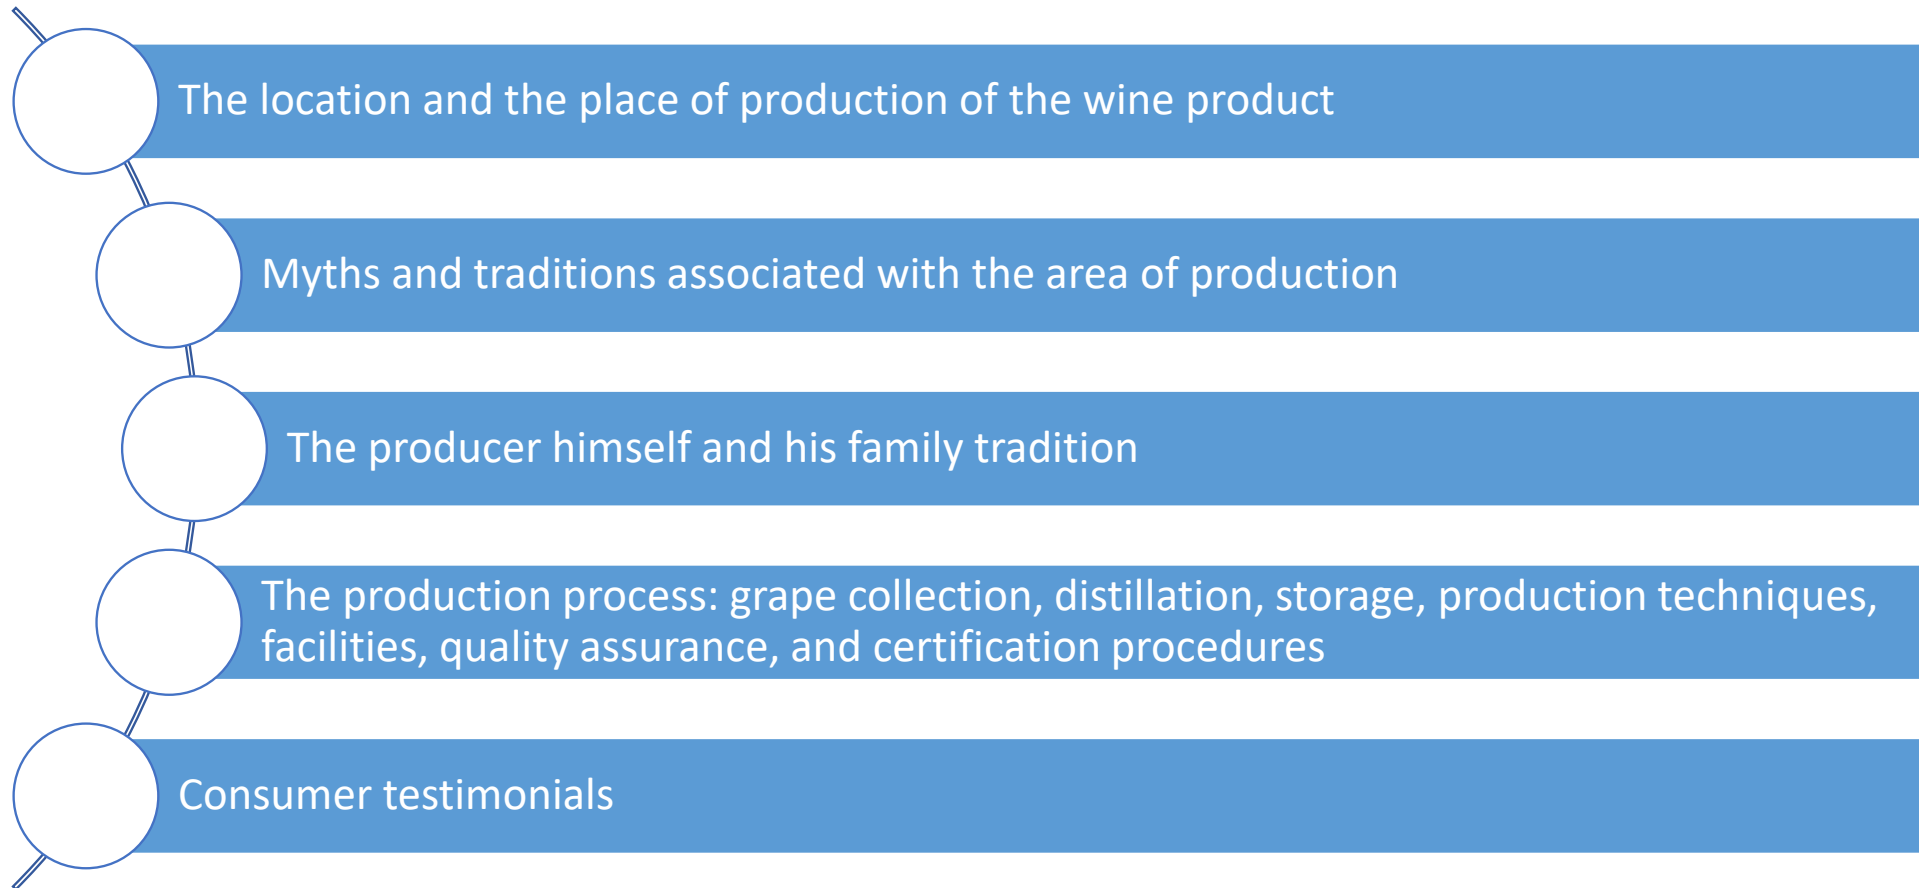 The location and the place of production of the wine product
Myths and traditions associated with the area of production
The producer himself and his family tradition
The production process: grape collection, distillation, storage, production techniques,
facilities, quality assurance, and certification procedures
Consumer testimonials